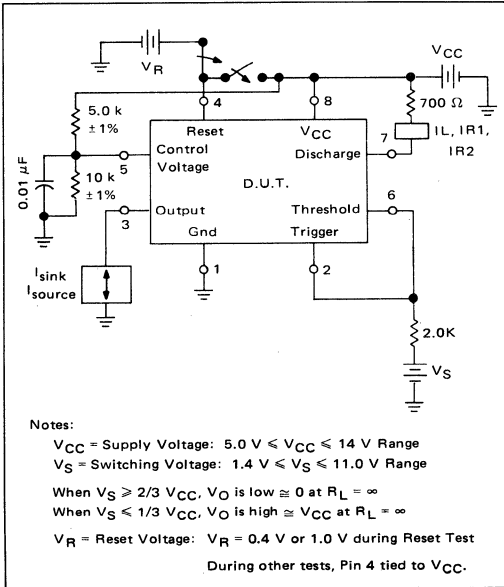 V_R
V_CC
4
8
700 Ω
5.0 k
± 1%
Reset
V_CC
7
IL, IR1,
IR2
Control
Voltage
Discharge
5
D.U.T.
0.01 μF
10 k
± 1%
6
3
Output
Threshold
Gnd
Trigger
I_sink
I_source
1
2
2.0K
V_S
Notes:
V_CC = Supply Voltage: 5.0 V ⩽ V_CC ⩽ 14 V Range
V_S = Switching Voltage: 1.4 V ⩽ V_S ⩽ 11.0 V Range
When V_S ⩾ 2/3 V_CC, V_O is low ≅ 0 at R_L = ∞
When V_S ⩽ 1/3 V_CC, V_O is high ≅ V_CC at R_L = ∞
V_R = Reset Voltage: V_R = 0.4 V or 1.0 V during Reset Test
During other tests, Pin 4 tied to V_CC.